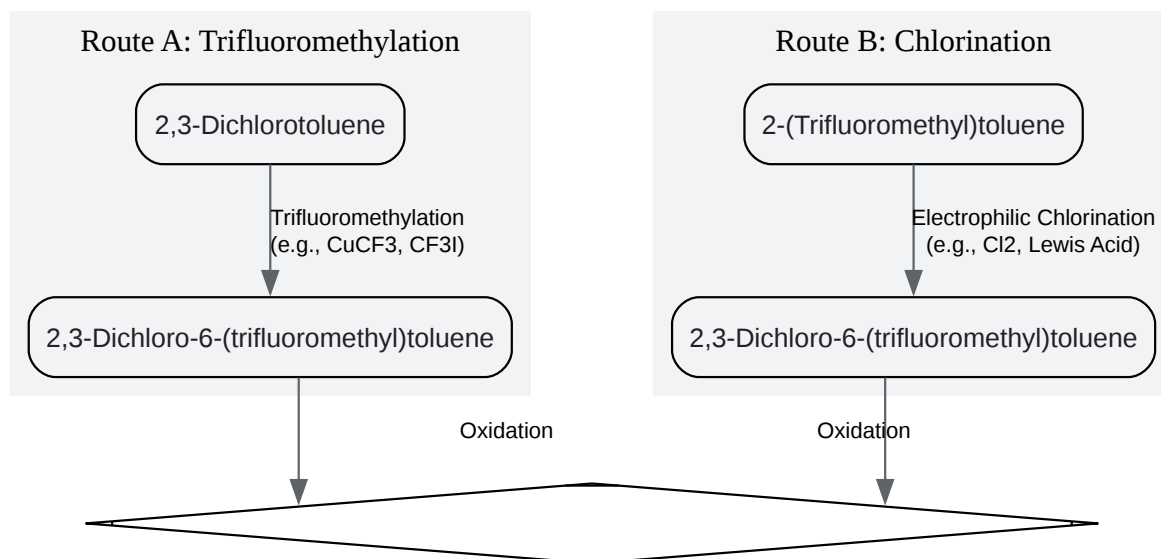 Route A: Trifluoromethylation
Route B: Chlorination
2,3-Dichlorotoluene
2-(Trifluoromethyl)toluene
Trifluoromethylation
(e.g., CuCF3, CF3I)
Electrophilic Chlorination
(e.g., Cl2, Lewis Acid)
2,3-Dichloro-6-(trifluoromethyl)toluene
2,3-Dichloro-6-(trifluoromethyl)toluene
Oxidation
Oxidation